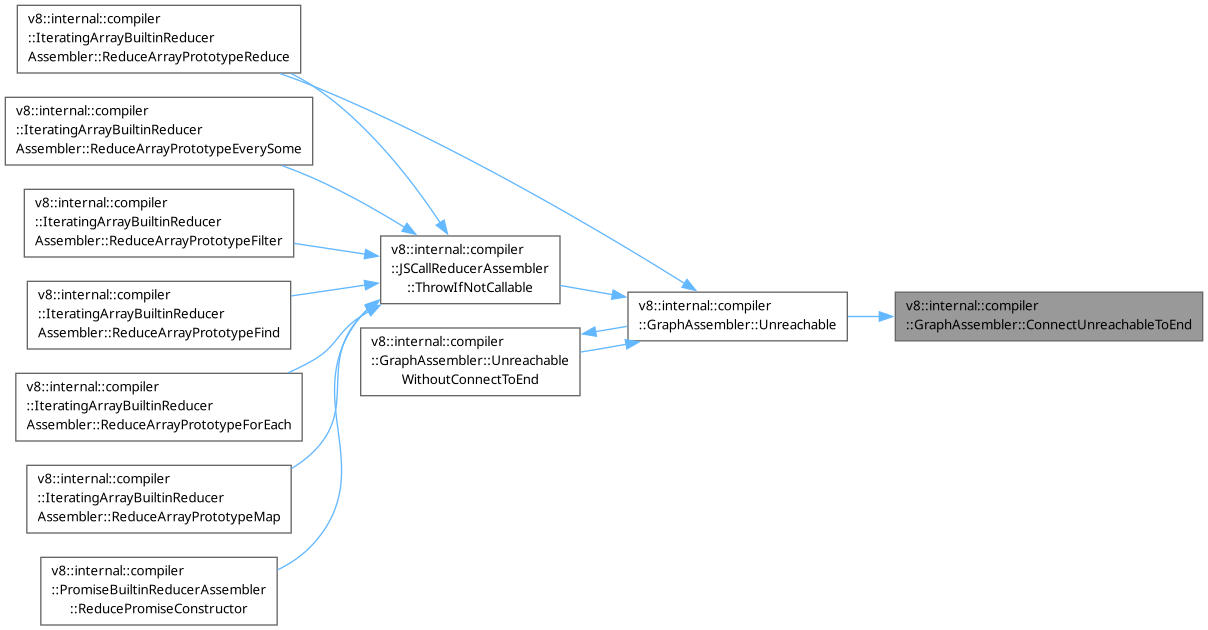 v8::internal::compiler
::IteratingArrayBuiltinReducer
Assembler::ReduceArrayPrototypeReduce
v8::internal::compiler
::IteratingArrayBuiltinReducer
Assembler::ReduceArrayPrototypeEverySome
v8::internal::compiler
::IteratingArrayBuiltinReducer
Assembler::ReduceArrayPrototypeFilter
v8::internal::compiler
::IteratingArrayBuiltinReducer
Assembler::ReduceArrayPrototypeFind
v8::internal::compiler
::IteratingArrayBuiltinReducer
Assembler::ReduceArrayPrototypeForEach
v8::internal::compiler
::IteratingArrayBuiltinReducer
Assembler::ReduceArrayPrototypeMap
v8::internal::compiler
::PromiseBuiltinReducerAssembler
::ReducePromiseConstructor
v8::internal::compiler
::JSCallReducerAssembler
::ThrowIfNotCallable
v8::internal::compiler
::GraphAssembler::Unreachable
WithoutConnectToEnd
v8::internal::compiler
::GraphAssembler::Unreachable
v8::internal::compiler
::GraphAssembler::ConnectUnreachableToEnd